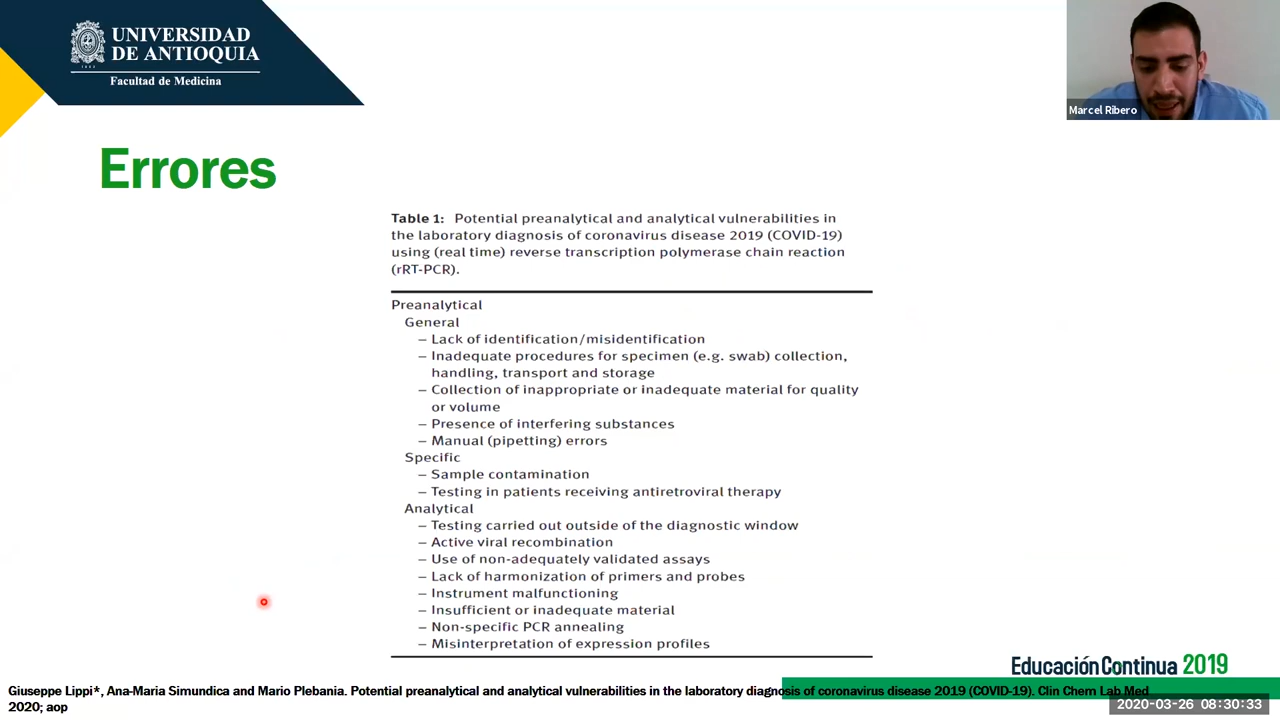 UNIVERSIDAD
DE ANTIOQUIA
1803
Facultad de Medicina
Marcel Ribero
Errores
Table 1: Potential preanalytical and analytical vulnerabilities in
the laboratory diagnosis of coronavirus disease 2019 (COVID-19)
using (real time) reverse transcription polymerase chain reaction
(rRT-PCR).
Preanalytical
General
– Lack of identification/misidentification
– Inadequate procedures for specimen (e.g. swab) collection,
handling, transport and storage
– Collection of inappropriate or inadequate material for quality
or volume
– Presence of interfering substances
– Manual (pipetting) errors
Specific
– Sample contamination
– Testing in patients receiving antiretroviral therapy
Analytical
– Testing carried out outside of the diagnostic window
– Active viral recombination
– Use of non-adequately validated assays
– Lack of harmonization of primers and probes
– Instrument malfunctioning
– Insufficient or inadequate material
– Non-specific PCR annealing
– Misinterpretation of expression profiles
Educación Continua 2019
Giuseppe Lippi*, Ana-Maria Simundica and Mario Plebania. Potential preanalytical and analytical vulnerabilities in the laboratory diagnosis of coronavirus disease 2019 (COVID-19). Clin Chem Lab Med
2020; aop
2020-03-26 08:30:33